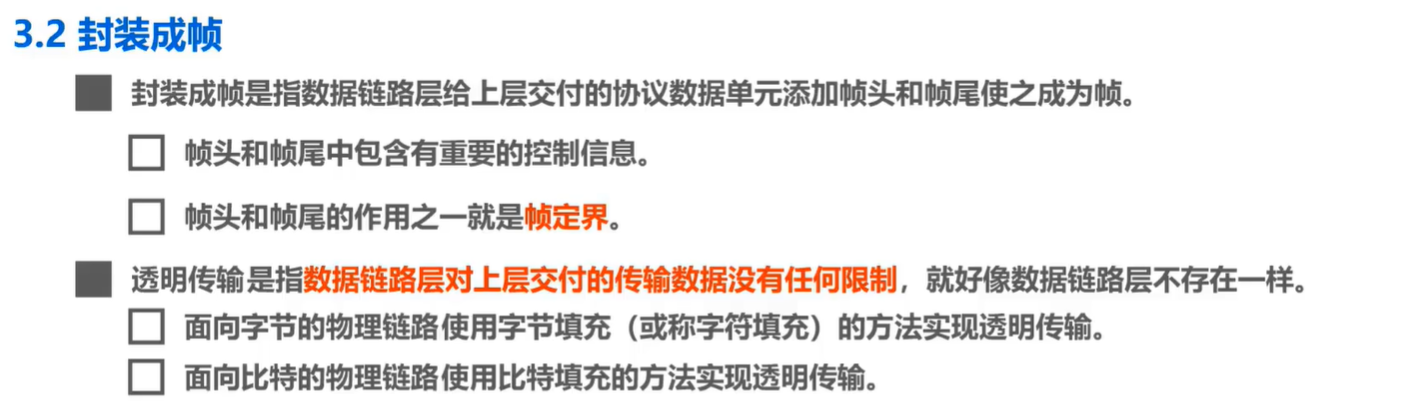 3.2 封装成帧
封装成帧是指数据链路层给上层交付的协议数据单元添加帧头和帧尾使之成为帧。
帧头和帧尾中包含有重要的控制信息。
帧头和帧尾的作用之一就是帧定界。
透明传输是指数据链路层对上层交付的传输数据没有任何限制，就好像数据链路层不存在一样。
面向字节的物理链路使用字节填充（或称字符填充）的方法实现透明传输。
面向比特的物理链路使用比特填充的方法实现透明传输。